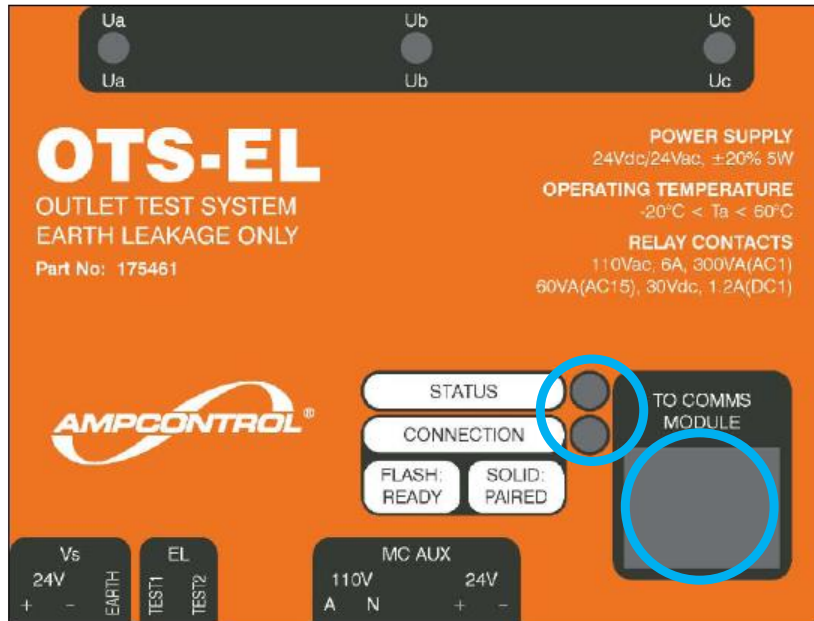 Ua Ub Uc
Ua Ub Uc
OTS-EL
OUTLET TEST SYSTEM
EARTH LEAKAGE ONLY
Part No: 175461
POWER SUPPLY
24Vdc/24Vac, ±20% 5W
OPERATING TEMPERATURE
-20°C < Ta < 60°C
RELAY CONTACTS
110Vac, 6A, 300VA(AC1)
60VA(AC15), 30Vdc, 1.2A(DC1)
AMPCONTROL®
STATUS
CONNECTION
FLASH:
READY
SOLID:
PAIRED
TO COMMS
MODULE
Vs
24V
+ -
EARTH
EL
TEST1
TEST2
MC AUX
110V 24V
A N + -